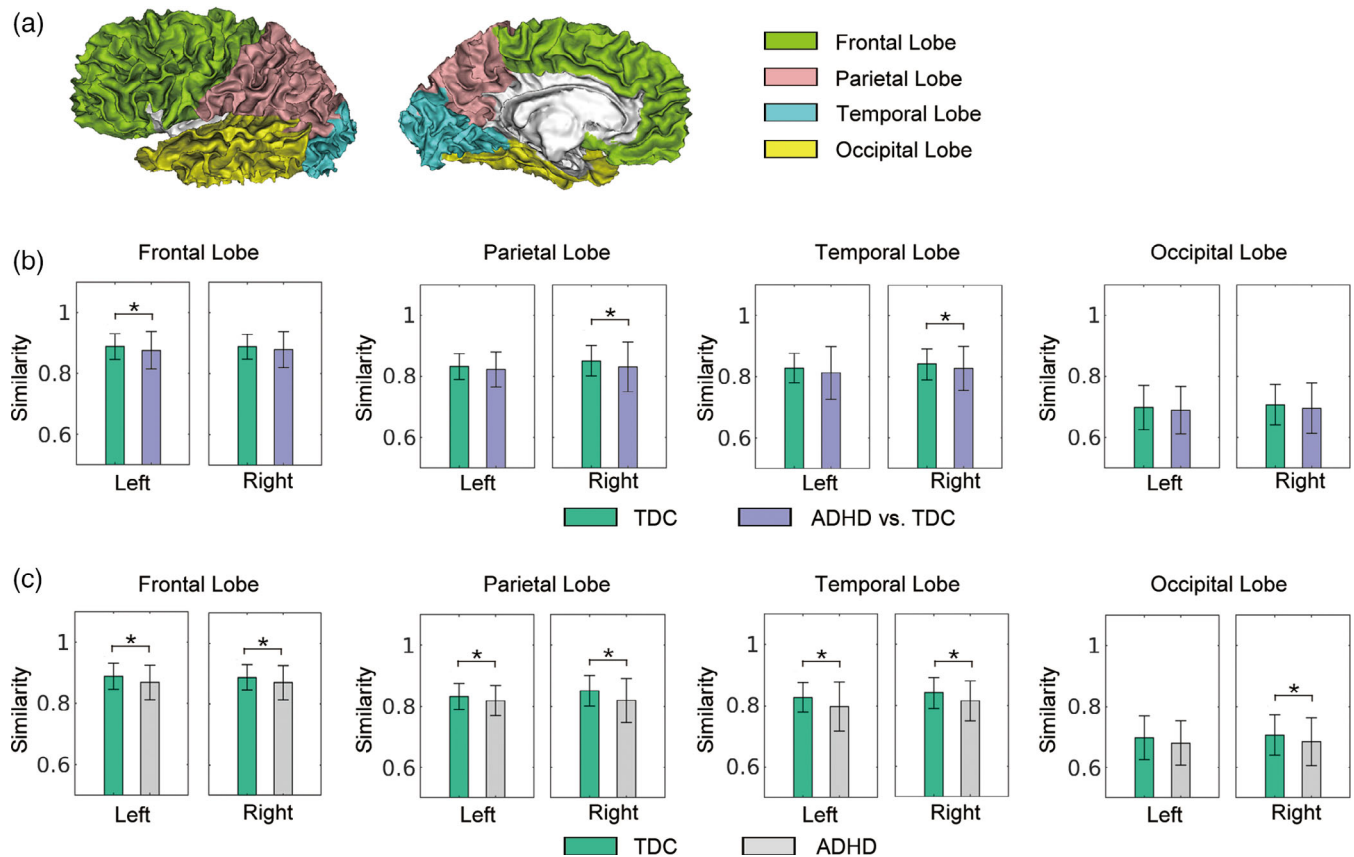 (a)
Frontal Lobe
Parietal Lobe
Temporal Lobe
Occipital Lobe
(b)
Frontal Lobe
Parietal Lobe
Temporal Lobe
Occipital Lobe
Similarity
1
0.8
0.6
*
Left
Right
Similarity
1
0.8
0.6
*
Left
Right
Similarity
1
0.8
0.6
*
Left
Right
Similarity
1
0.8
0.6
Left
Right
TDC
ADHD vs. TDC
(c)
Frontal Lobe
Parietal Lobe
Temporal Lobe
Occipital Lobe
Similarity
1
0.8
0.6
*
*
Left
Right
Similarity
1
0.8
0.6
*
*
Left
Right
Similarity
1
0.8
0.6
*
*
Left
Right
Similarity
1
0.8
0.6
*
Left
Right
TDC
ADHD